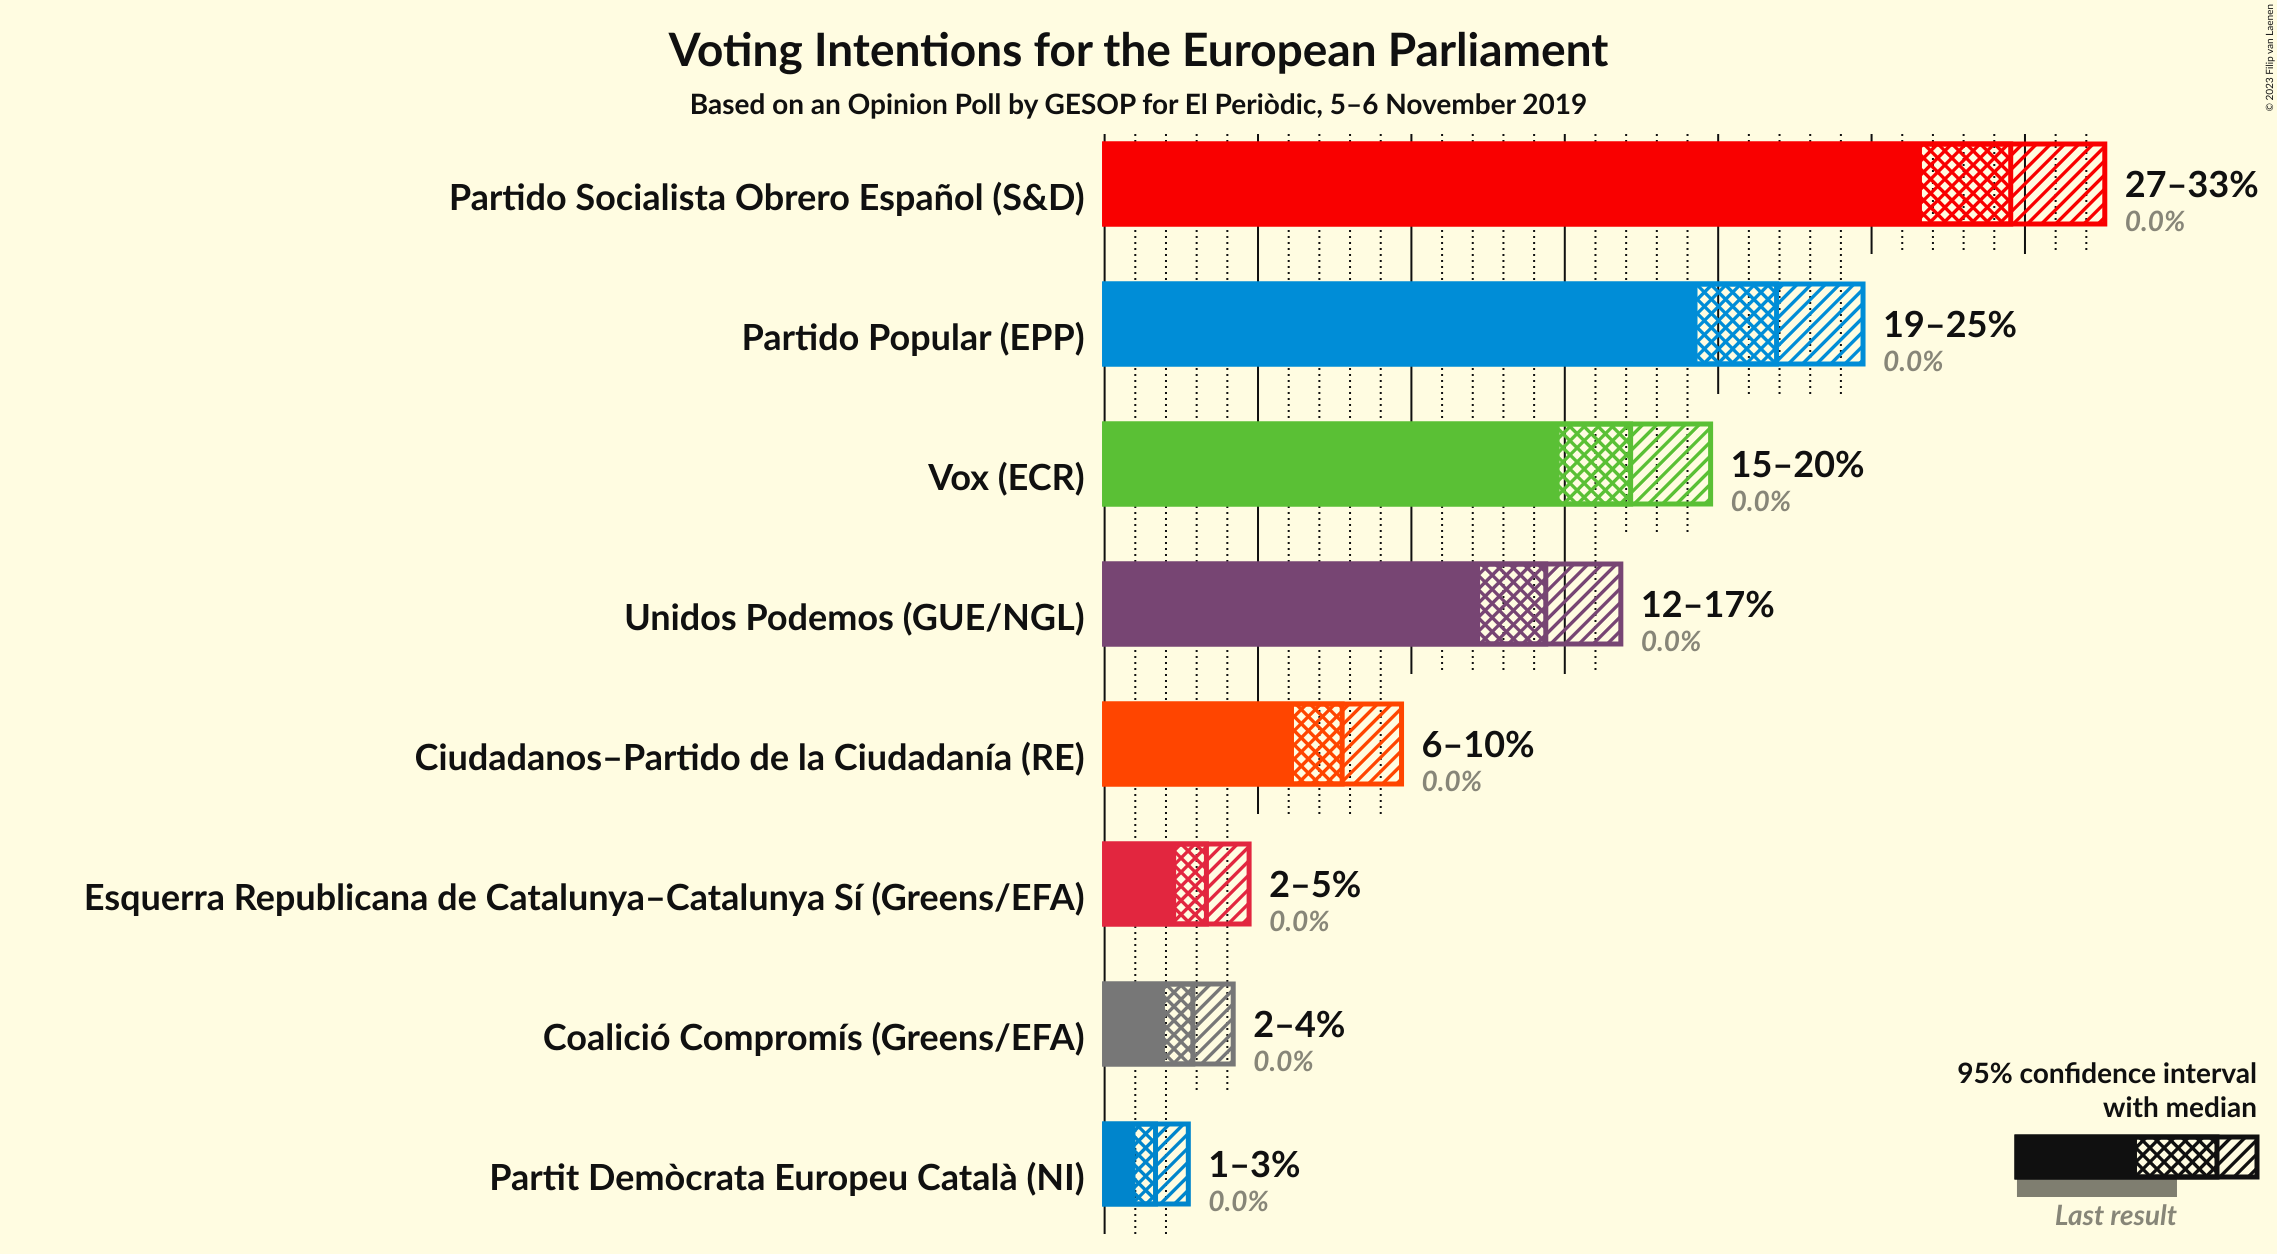 Voting Intentions for the European Parliament
Based on an Opinion Poll by GESOP for El Periòdic, 5–6 November 2019
© 2023 Filip van Laenen
Partido Socialista Obrero Español (S&D)
27–33%
0.0%
Partido Popular (EPP)
19–25%
0.0%
Vox (ECR)
15–20%
0.0%
Unidos Podemos (GUE/NGL)
12–17%
0.0%
Ciudadanos–Partido de la Ciudadanía (RE)
6–10%
0.0%
Esquerra Republicana de Catalunya–Catalunya Sí (Greens/EFA)
2–5%
0.0%
Coalició Compromís (Greens/EFA)
2–4%
0.0%
Partit Demòcrata Europeu Català (NI)
1–3%
0.0%
95% confidence interval
with median
Last result